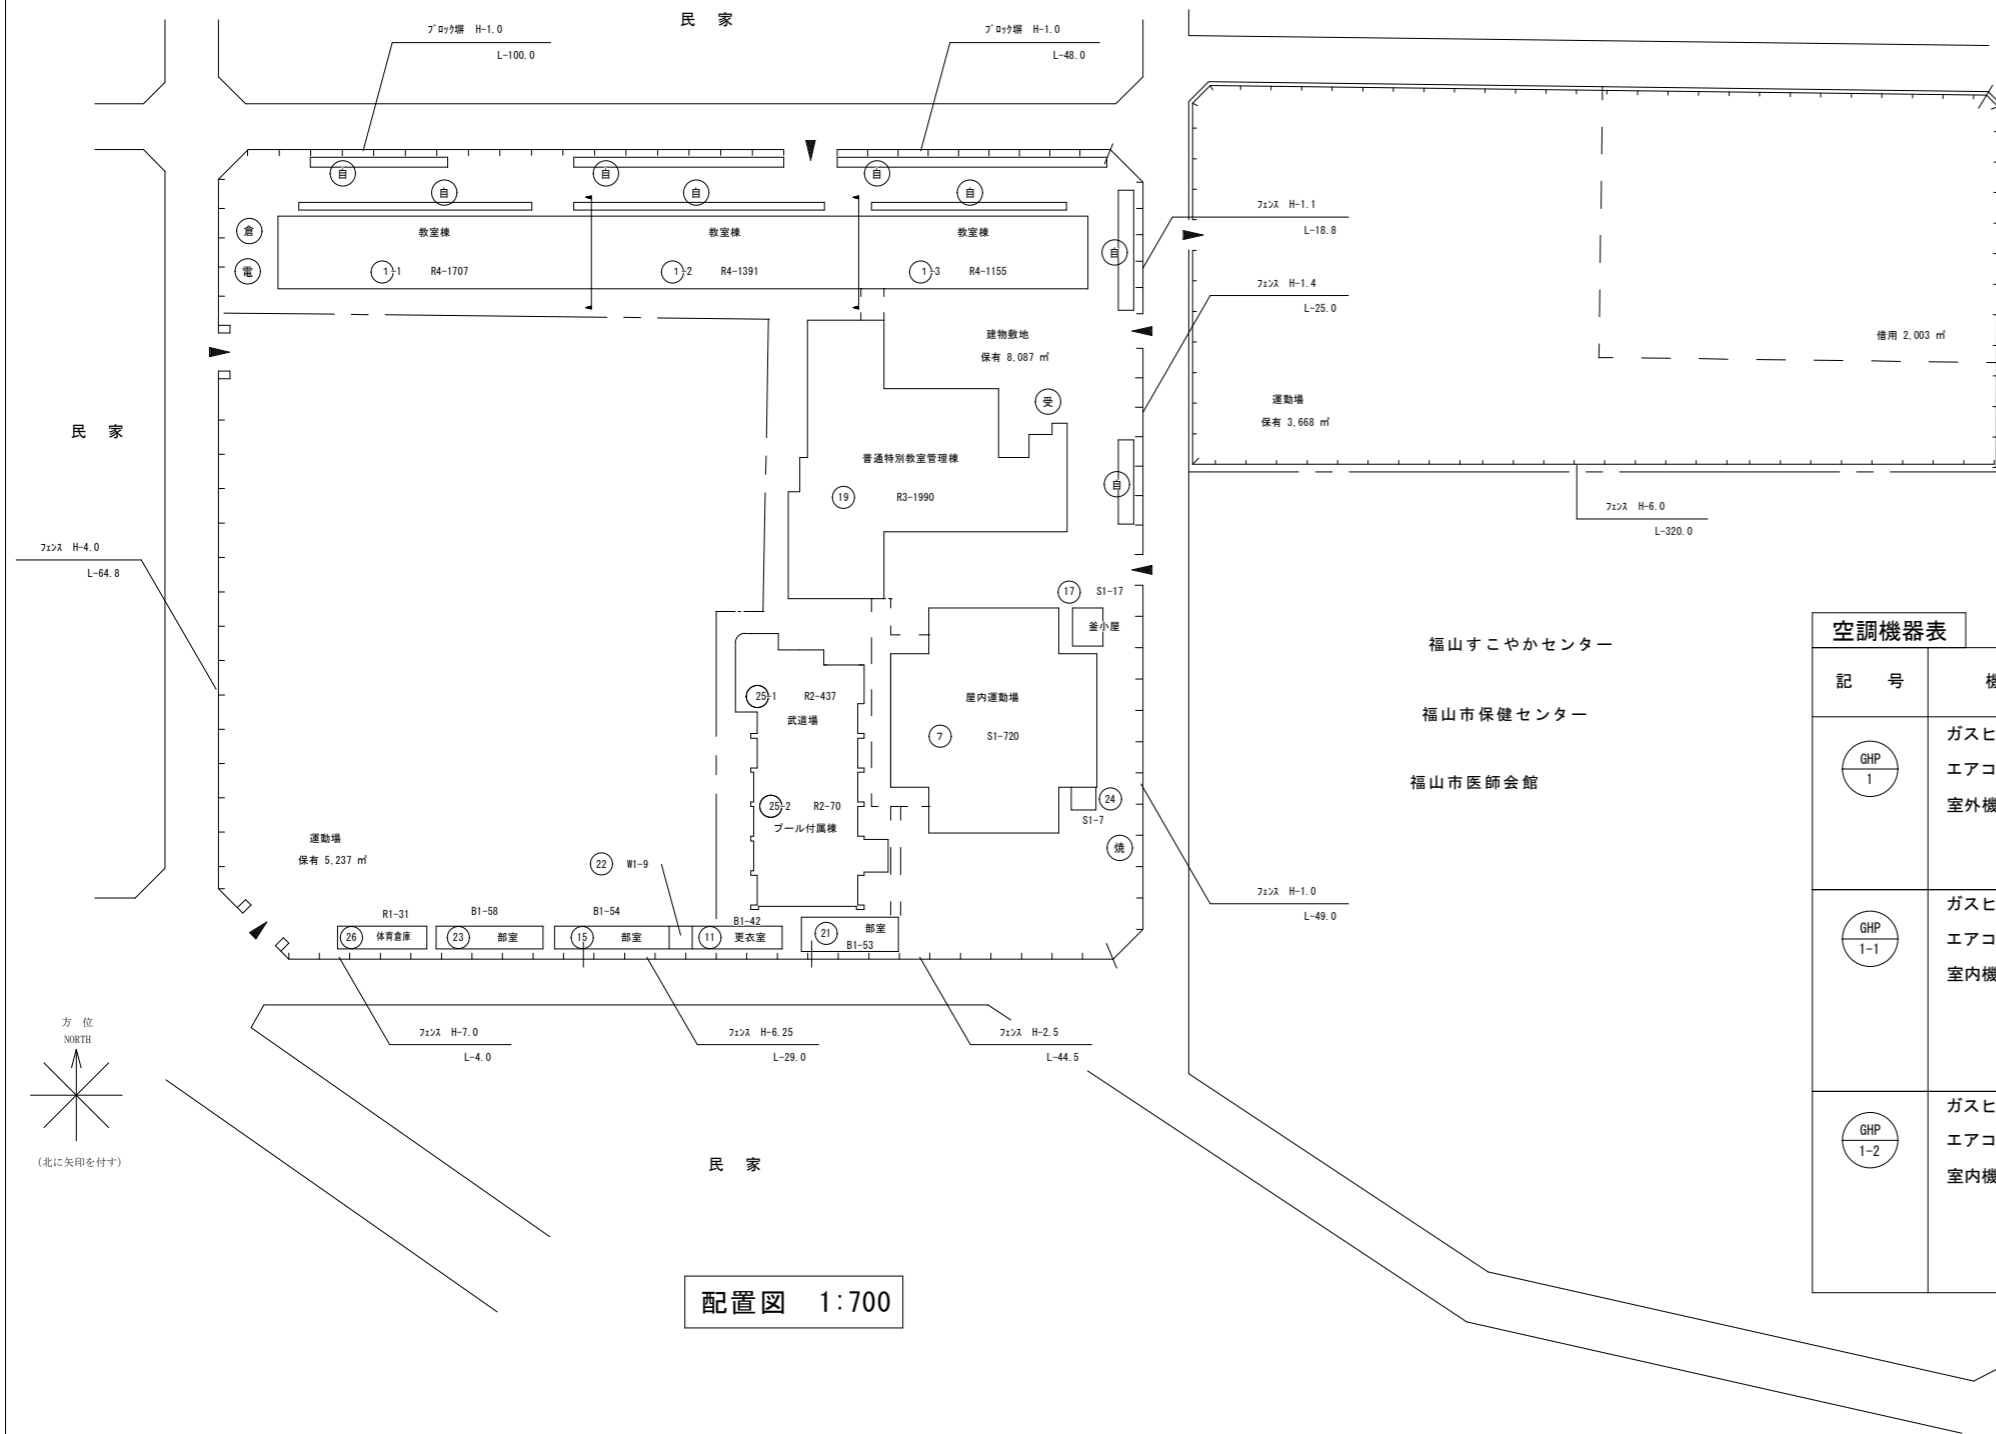 民 家
ブロック塀 H-1.0
L-100.0
ブロック塀 H-1.0
L-48.0
自
自
自
自
自
自
倉
電
教室棟
1-1 R4-1707
教室棟
1-2 R4-1391
教室棟
1-3 R4-1155
自
フェンス H-1.1
L-18.8
フェンス H-1.4
L-25.0
建物敷地
保有 8,087 ㎡
受
借用 2,003 ㎡
運動場
保有 3,668 ㎡
民 家
普通特別教室管理棟
19 R3-1990
自
フェンス H-6.0
L-320.0
フェンス H-4.0
L-64.8
17 S1-17
釜小屋
福山すこやかセンター
福山市保健センター
福山市医師会館
25-1 R2-437
武道場
屋内運動場
7 S1-720
25-2 R2-70
プール付属棟
24
S1-7
焼
運動場
保有 5,237 ㎡
22 W1-9
フェンス H-1.0
L-49.0
R1-31
26 体育倉庫
B1-58
23 部室
B1-54
15 部室
B1-42
11 更衣室
21 部室
B1-53
フェンス H-7.0
L-4.0
フェンス H-6.25
L-29.0
フェンス H-2.5
L-44.5
方 位
NORTH
(北に矢印を付す)
民 家
配置図 1:700
空調機器表
記 号
機
GHP
1
ガスヒ
エアコ
室外機
GHP
1-1
ガスヒ
エアコ
室内機
GHP
1-2
ガスヒ
エアコ
室内機